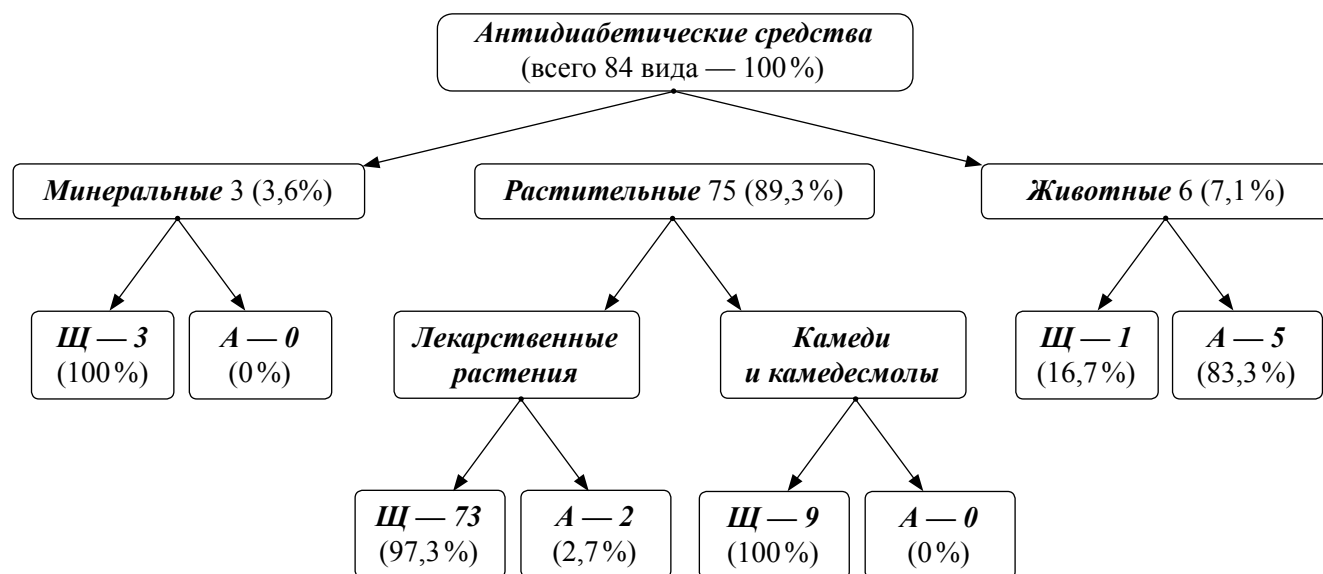 Антидиабетические средства
(всего 84 вида — 100%)
Минеральные 3 (3,6%)
Растительные 75 (89,3%)
Животные 6 (7,1%)
Щ — 3
(100%)
А — 0
(0%)
Лекарственные
растения
Камеди
и камедесмолы
Щ — 1
(16,7%)
А — 5
(83,3%)
Щ — 73
(97,3%)
А — 2
(2,7%)
Щ — 9
(100%)
А — 0
(0%)